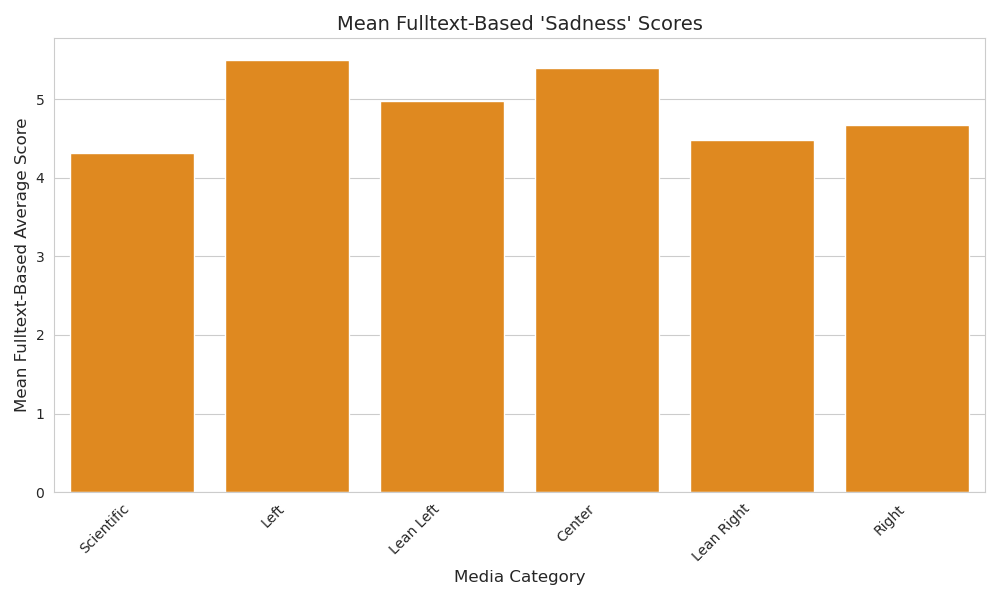 Mean Fulltext-Based 'Sadness' Scores
Mean Fulltext-Based Average Score
5
4
3
2
1
0
Scientific
Left
Lean Left
Center
Lean Right
Right
Media Category